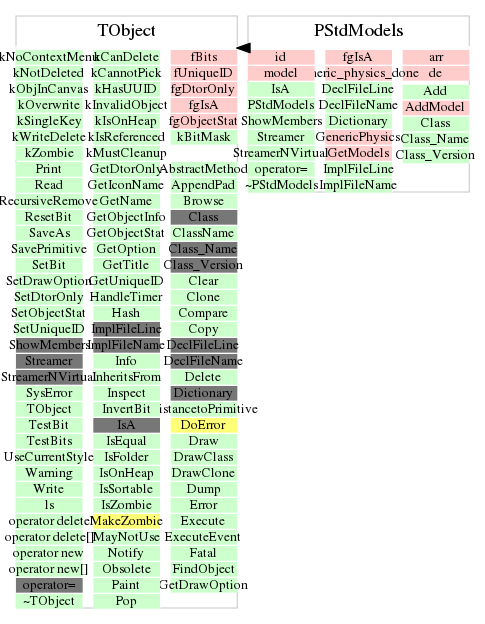 TObject
PStdModels
kNoContextMenu kCanDelete fBits
kNotDeleted kCannotPick fUniqueID
kObjInCanvas kHasUUID fgDtorOnly
kOverwrite kInvalidObject fgIsA
kSingleKey kIsOnHeap fgObjectStat
kWriteDelete kIsReferenced kBitMask
kZombie kMustCleanup
Print GetDtorOnly AbstractMethod
Read GetIconName AppendPad
RecursiveRemove GetName Browse
ResetBit GetObjectInfo Class
SaveAs GetObjectStat ClassName
SavePrimitive GetOption Class_Name
SetBit GetTitle Class_Version
SetDrawOption GetUniqueID Clear
SetDtorOnly HandleTimer Clone
SetObjectStat Hash Compare
SetUniqueID ImplFileLine Copy
ShowMembers ImplFileName DeclFileLine
Streamer Info DeclFileName
StreamerNVirtual InheritsFrom Delete
SysError Inspect Dictionary
TObject InvertBit istancetoPrimitive
TestBit IsA DoError
TestBits IsEqual Draw
UseCurrentStyle IsFolder DrawClass
Warning IsOnHeap DrawClone
Write IsSortable Dump
ls IsZombie Error
operator delete MakeZombie Execute
operator delete[] MayNotUse ExecuteEvent
operator new Notify Fatal
operator new[] Obsolete FindObject
operator= Paint GetDrawOption
~TObject Pop
id fgIsA arr
model neric_physics_done de
IsA DeclFileLine Add
PStdModels DeclFileName AddModel
ShowMembers Dictionary Class
Streamer GenericPhysics Class_Name
StreamerNVirtual GetModels Class_Version
operator= ImplFileLine
~PStdModels ImplFileName